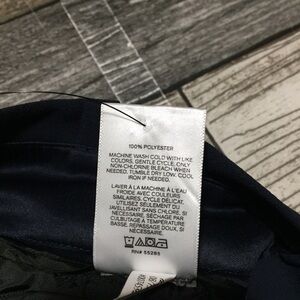 100% POLYESTER
MACHINE WASH COLD WITH LIKE
COLORS, GENTLE CYCLE, ONLY
NON-CHLORINE BLEACH WHEN
NEEDED, TUMBLE DRY LOW, COOL
IRON IF NEEDED.
LAVER À LA MACHINE À L'EAU
FROIDE AVEC COULEURS
SIMILAIRES, CYCLE DÉLICAT,
UTILISEZ SEULEMENT DU
JAVELLISANT SANS CHLORE, SI
NÉCESSAIRE, SÉCHAGE PAR
CULBUTAGE À TEMPÉRATURE
BASSE, REPASSAGE DOUX, SI
NÉCESSAIRE.
RN# 55285